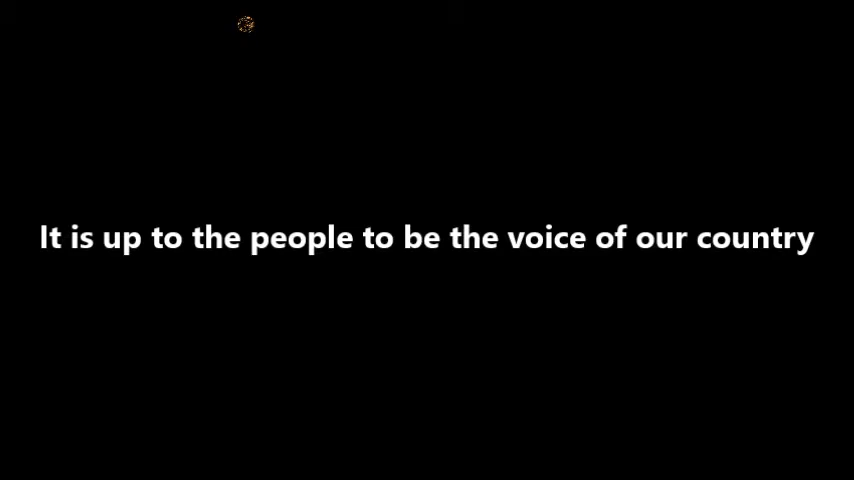 It is up to the people to be the voice of our country